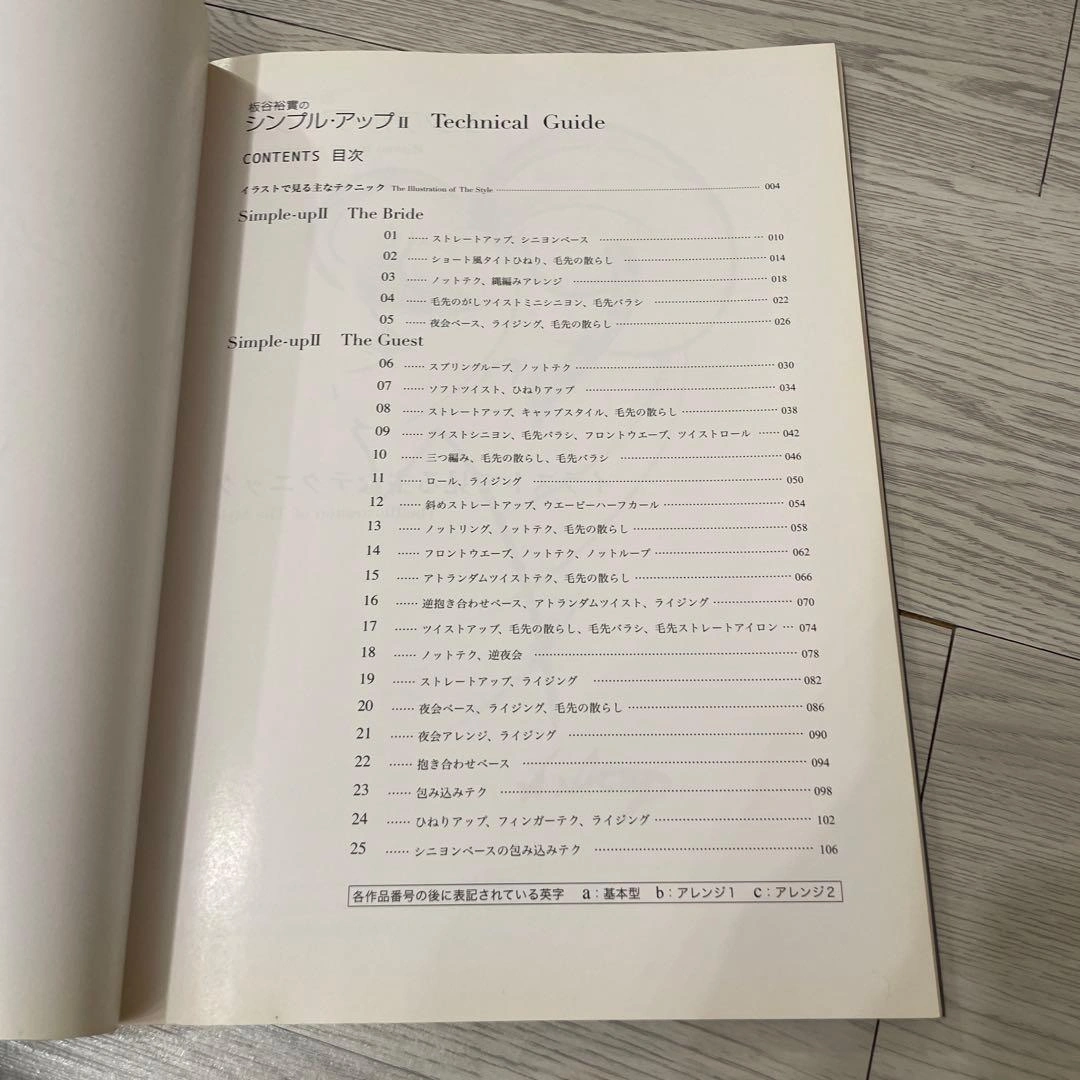 板谷裕實の
シンプル・アップII Technical Guide
CONTENTS 目次
イラストで見る主なテクニック The Illustration of The Style 004
Simple-upII The Bride
01 …… ストレートアップ、シニヨンベース 010
02 …… ショート風タイトひねり、毛先の散らし 014
03 …… ノットテク、縄編みアレンジ 018
04 …… 毛先のがしツイストミニシニヨン、毛先バラシ 022
05 …… 夜会ベース、ライジング、毛先の散らし 026
Simple-upII The Guest
06 …… スプリングループ、ノットテク 030
07 …… ソフトツイスト、ひねりアップ 034
08 …… ストレートアップ、キャップスタイル、毛先の散らし 038
09 …… ツイストシニヨン、毛先バラシ、フロントウエーブ、ツイストロール 042
10 …… 三つ編み、毛先の散らし、毛先バラシ 046
11 …… ロール、ライジング 050
12 …… 斜めストレートアップ、ウエービーハーフカール 054
13 …… ノットリング、ノットテク、毛先の散らし 058
14 …… フロントウエーブ、ノットテク、ノットループ 062
15 …… アトランダムツイストテク、毛先の散らし 066
16 …… 逆抱き合わせベース、アトランダムツイスト、ライジング 070
17 …… ツイストアップ、毛先の散らし、毛先バラシ、毛先ストレートアイロン … 074
18 …… ノットテク、逆夜会 078
19 …… ストレートアップ、ライジング 082
20 …… 夜会ベース、ライジング、毛先の散らし 086
21 …… 夜会アレンジ、ライジング 090
22 …… 抱き合わせベース 094
23 …… 包み込みテク 098
24 …… ひねりアップ、フィンガーテク、ライジング 102
25 …… シニヨンベースの包み込みテク 106
各作品番号の後に表記されている英字 a：基本型 b：アレンジ1 c：アレンジ2